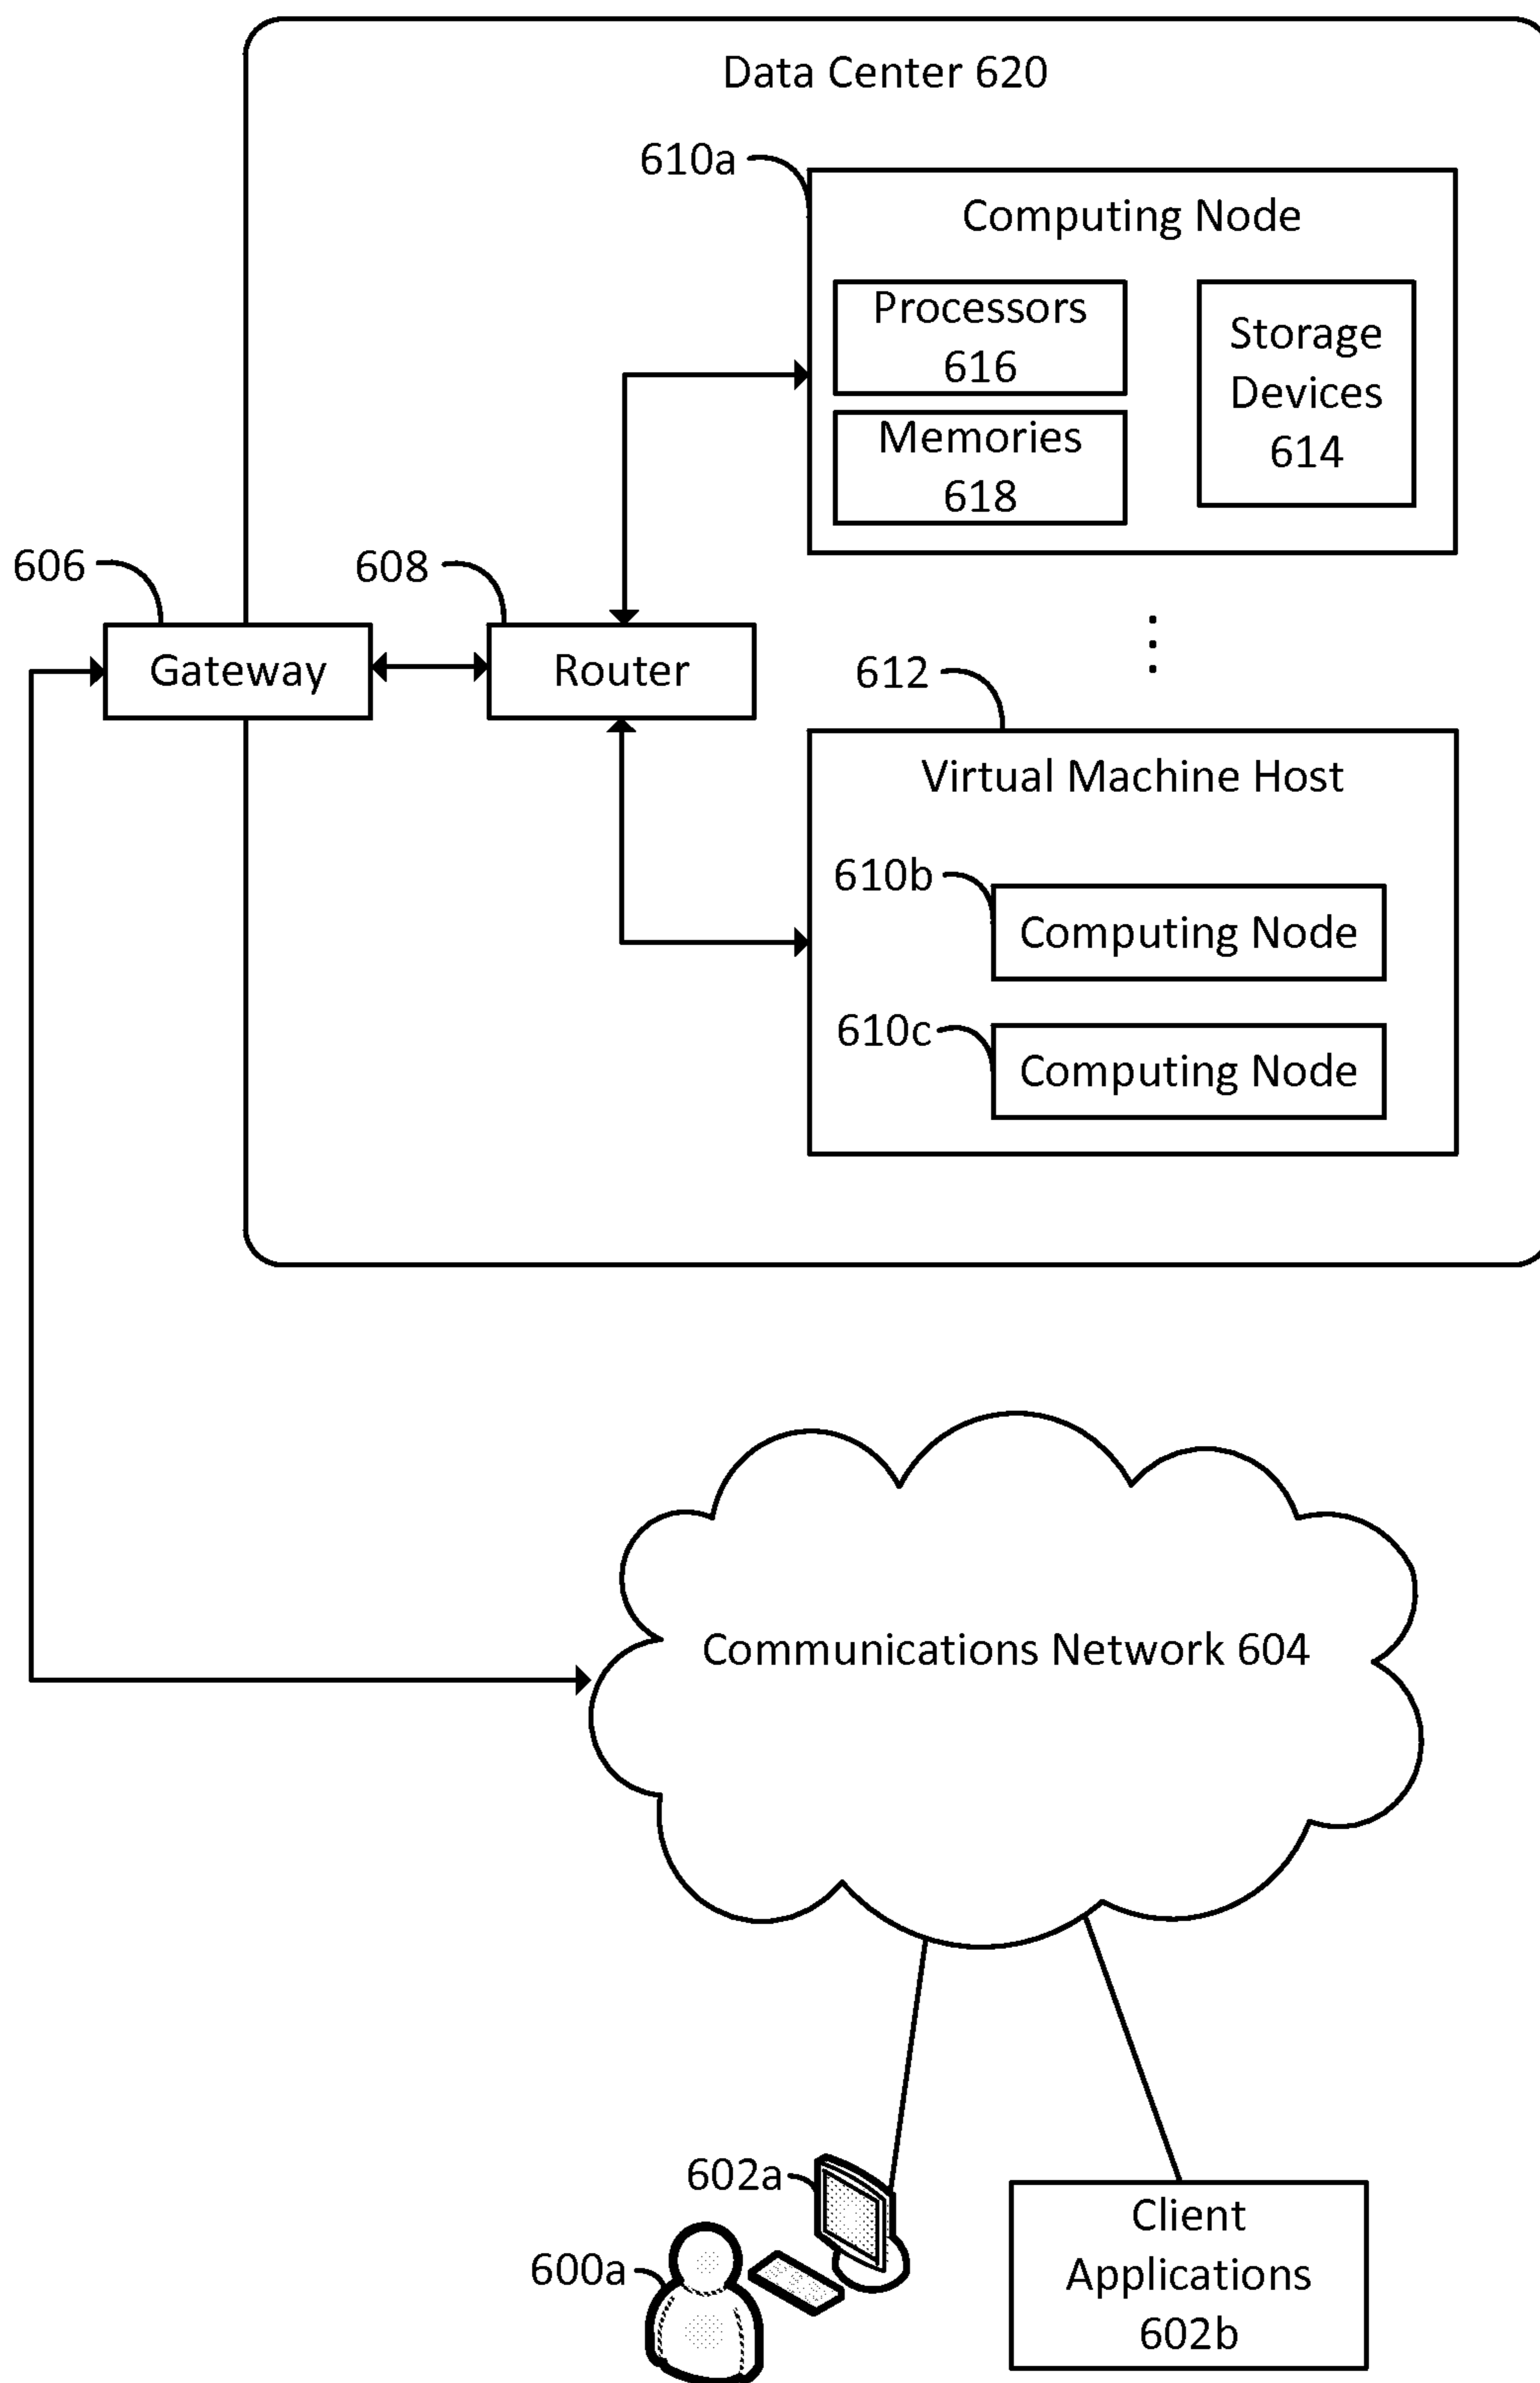 Data Center 620
610a
Computing Node
Processors
616
Storage
Devices
614
Memories
618
606
608
Gateway
Router
612
Virtual Machine Host
610b
Computing Node
610c
Computing Node
Communications Network 604
602a
600a
Client
Applications
602b